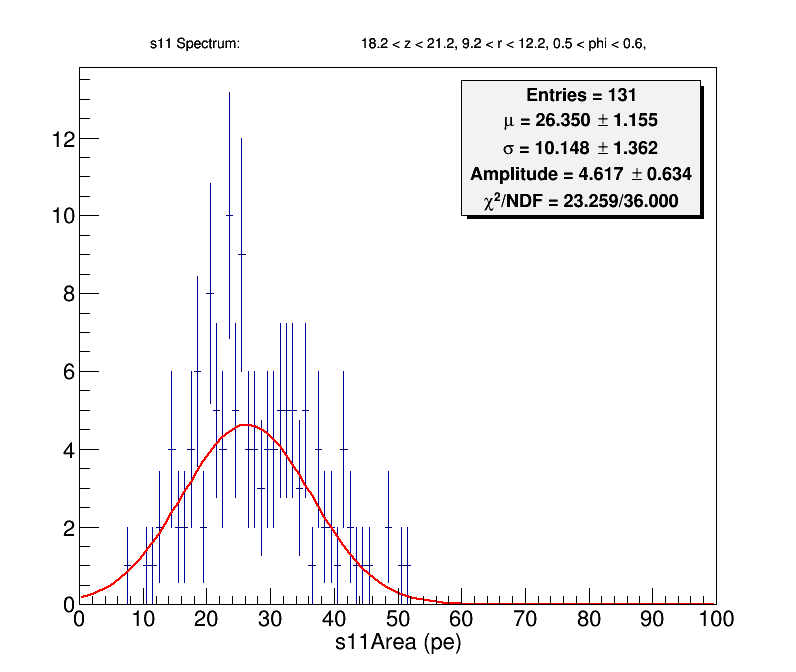 s11 Spectrum: 18.2 < z < 21.2, 9.2 < r < 12.2, 0.5 < phi < 0.6,
Entries = 131
μ = 26.350 ± 1.155
σ = 10.148 ± 1.362
Amplitude = 4.617 ± 0.634
χ²/NDF = 23.259/36.000
12
10
8
6
4
2
0
0 10 20 30 40 50 60 70 80 90 100
s11Area (pe)